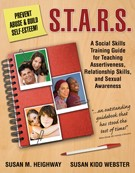 PREVENT
ABUSE & BUILD
SELF-ESTEEM!
S.T.A.R.S.
A Social Skills
Training Guide
for Teaching
Assertiveness,
Relationship Skills,
and Sexual
Awareness
"...an outstanding
guidebook that
has stood the
test of time!"
SUSAN M. HEIGHWAY
SUSAN KIDO WEBSTER